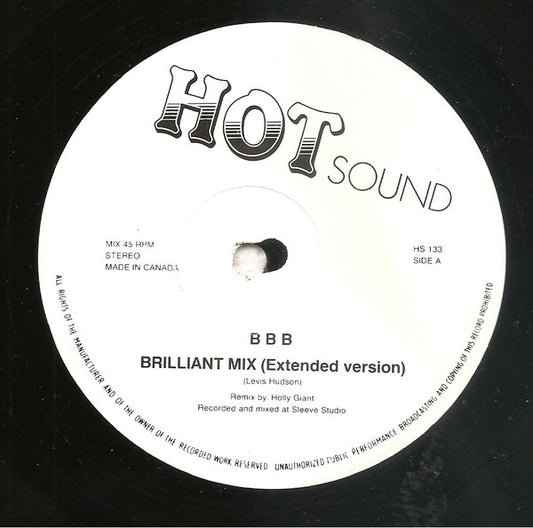 HOT SOUND
MIX 45 RPM
STEREO
MADE IN CANADA
HS 133
SIDE A
B B B
BRILLIANT MIX (Extended version)
(Levis Hudson)
Remix by: Holly Giant
Recorded and mixed at Sleeve Studio
ALL RIGHTS OF THE MANUFACTURER AND OF THE OWNER OF THE RECORDED WORK RESERVED UNAUTHORIZED PUBLIC PERFORMANCE BROADCASTING AND COPYING OF THIS RECORD PROHIBITED